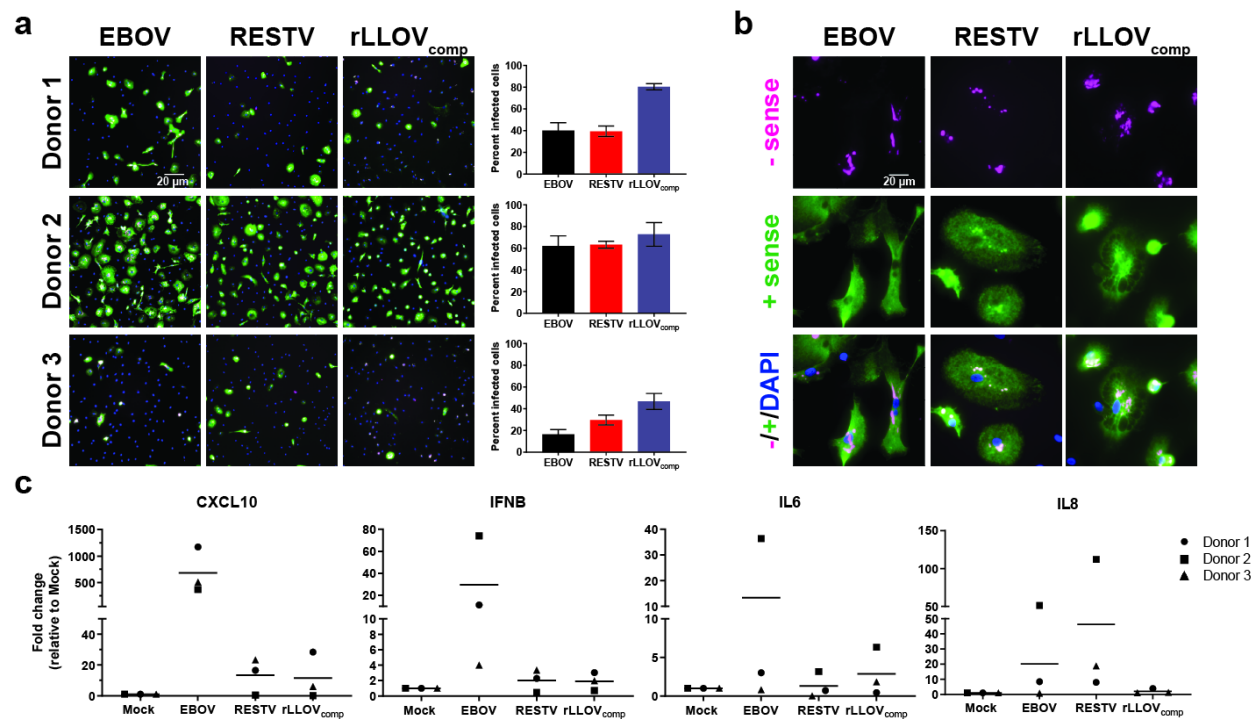 a
EBOV RESTV rLLOVcomp
Donor 1
20 µm
Percent infected cells
100
80
60
40
20
0
EBOV RESTV rLLOVcomp
Donor 2
Percent infected cells
100
80
60
40
20
0
EBOV RESTV rLLOVcomp
Donor 3
Percent infected cells
100
80
60
40
20
0
EBOV RESTV rLLOVcomp
b
EBOV RESTV rLLOVcomp
- sense
20 µm
+ sense
-/+/DAPI
c
CXCL10
Fold change
(relative to Mock)
1500
1000
500
40
20
0
Mock EBOV RESTV rLLOVcomp
IFNB
80
60
40
20
10
8
6
4
2
0
Mock EBOV RESTV rLLOVcomp
IL6
40
30
20
10
10
5
0
Mock EBOV RESTV rLLOVcomp
IL8
150
100
50
50
40
30
20
10
0
Mock EBOV RESTV rLLOVcomp
Donor 1
Donor 2
Donor 3